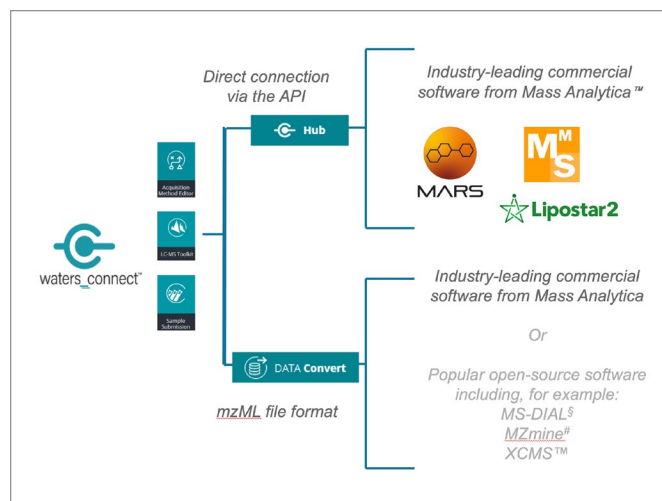 Direct connection
via the API
Hub
Industry-leading commercial
software from Mass Analytica™
MARS
MMS
Lipostar2
Acquisition
Method Editor
LC-MS Toolkit
Sample
Submission
waters_connect™
DATA Convert
mzML file format
Industry-leading commercial
software from Mass Analytica
Or
Popular open-source software
including, for example:
MS-DIAL§
MZmine#
XCMS™